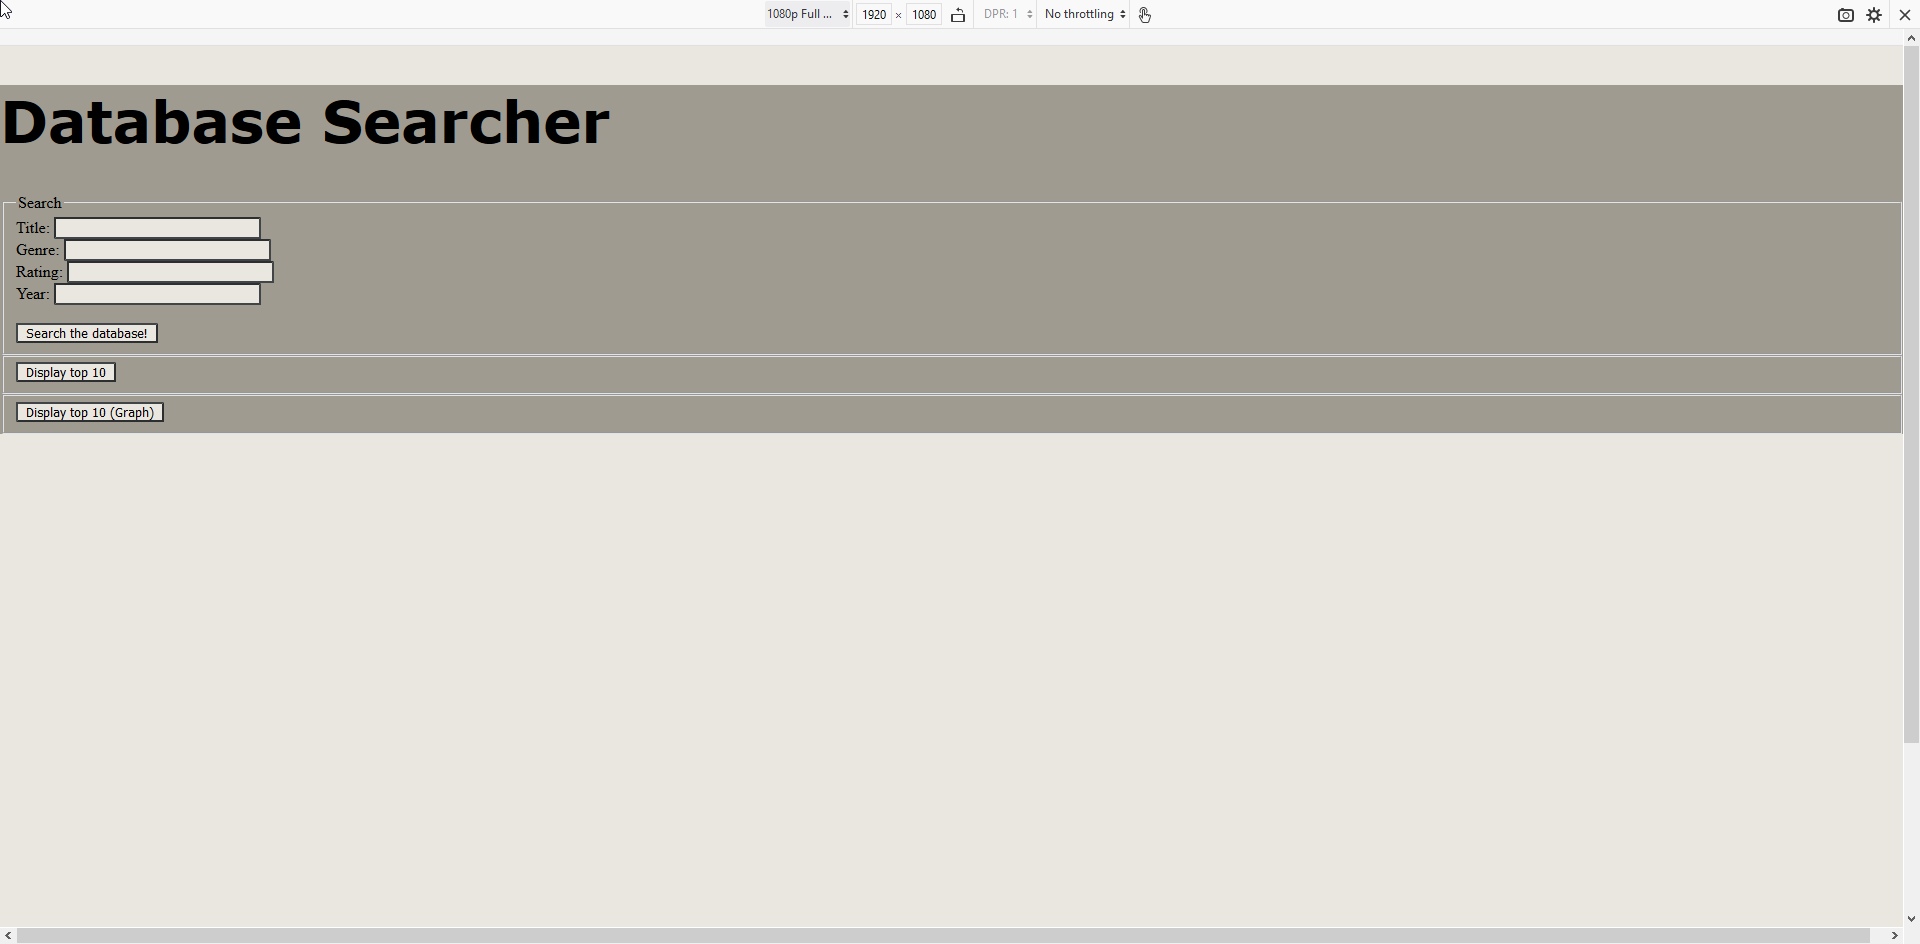 1080p Full ... 1920 × 1080 DPR: 1 No throttling
Database Searcher
Search
Title:
Genre:
Rating:
Year:
Search the database!
Display top 10
Display top 10 (Graph)